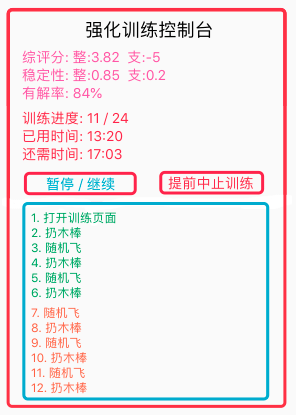 强化训练控制台
综评分: 整:3.82 支:-5
稳定性: 整:0.85 支:0.2
有解率: 84%
训练进度: 11 / 24
已用时间: 13:20
还需时间: 17:03
暂停 / 继续
提前中止训练
1. 打开训练页面
2. 扔木棒
3. 随机飞
4. 扔木棒
5. 随机飞
6. 扔木棒
7. 随机飞
8. 扔木棒
9. 随机飞
10. 扔木棒
11. 随机飞
12. 扔木棒